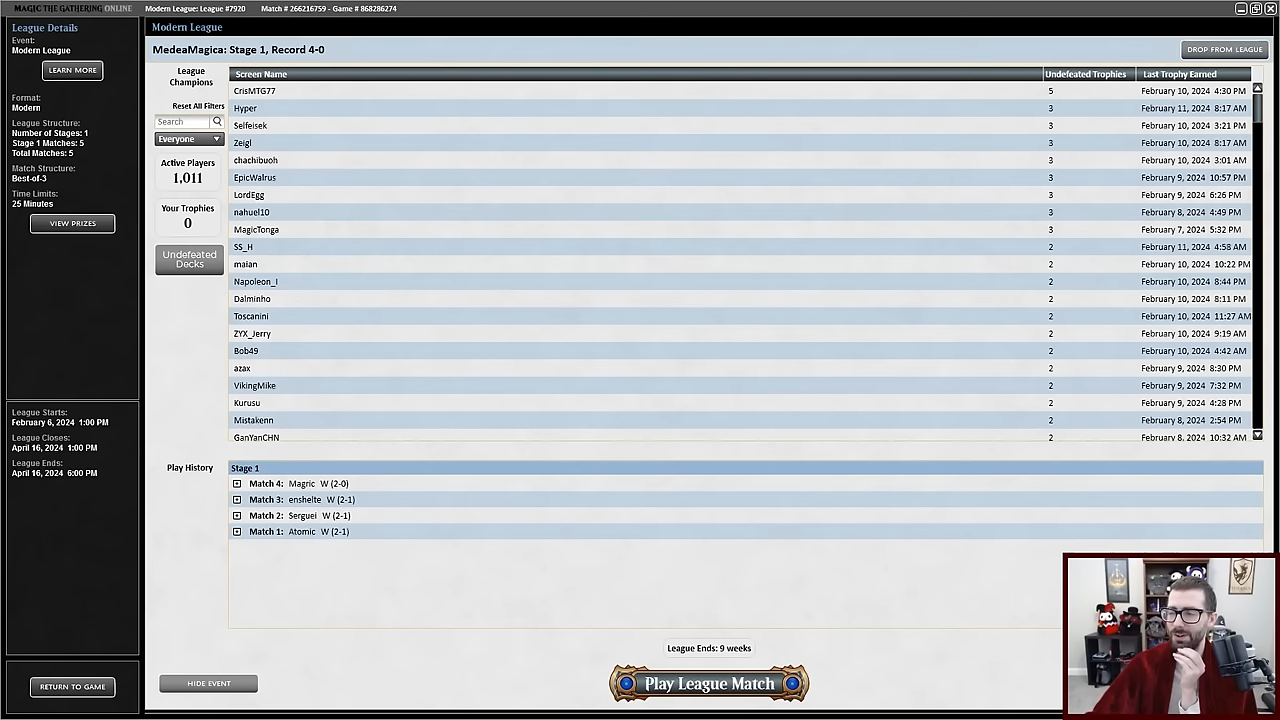 MAGIC THE GATHERING ONLINE
Modern League: League #7920
Match # 266216759 - Game # 868286274
League Details
Event:
Modern League
LEARN MORE
Format:
Modern
League Structure:
Number of Stages: 1
Stage 1 Matches: 5
Total Matches: 5
Match Structure:
Best-of-3
Time Limits:
25 Minutes
VIEW PRIZES
League Starts:
February 6, 2024 1:00 PM
League Closes:
April 16, 2024 1:00 PM
League Ends:
April 16, 2024 6:00 PM
RETURN TO GAME
Modern League
MedeaMagica: Stage 1, Record 4-0
DROP FROM LEAGUE
League
Champions
Reset All Filters
Search
Everyone
Active Players
1,011
Your Trophies
0
Undefeated
Decks
Screen Name Undefeated Trophies Last Trophy Earned
CrisMTG77 5 February 10, 2024 4:30 PM
Hyper 3 February 11, 2024 8:17 AM
Selfeisek 3 February 10, 2024 3:21 PM
Zeigl 3 February 10, 2024 8:17 AM
chachibuoh 3 February 10, 2024 3:01 AM
EpicWalrus 3 February 9, 2024 10:57 PM
LordEgg 3 February 9, 2024 6:26 PM
nahuel10 3 February 8, 2024 4:49 PM
MagicTonga 3 February 7, 2024 5:32 PM
SS_H 2 February 11, 2024 4:58 AM
maian 2 February 10, 2024 10:22 PM
Napoleon_I 2 February 10, 2024 8:44 PM
Dalminho 2 February 10, 2024 8:11 PM
Toscanini 2 February 10, 2024 11:27 AM
ZYX_Jerry 2 February 10, 2024 9:19 AM
Bob49 2 February 10, 2024 4:42 AM
azax 2 February 9, 2024 8:30 PM
VikingMike 2 February 9, 2024 7:32 PM
Kurusu 2 February 9, 2024 4:28 PM
Mistakenn 2 February 8, 2024 2:54 PM
GanYanCHN 2 February 8, 2024 10:32 AM
Play History
Stage 1
Match 4: Magric W (2-0)
Match 3: enshelte W (2-1)
Match 2: Serguei W (2-1)
Match 1: Atomic W (2-1)
League Ends: 9 weeks
HIDE EVENT
Play League Match